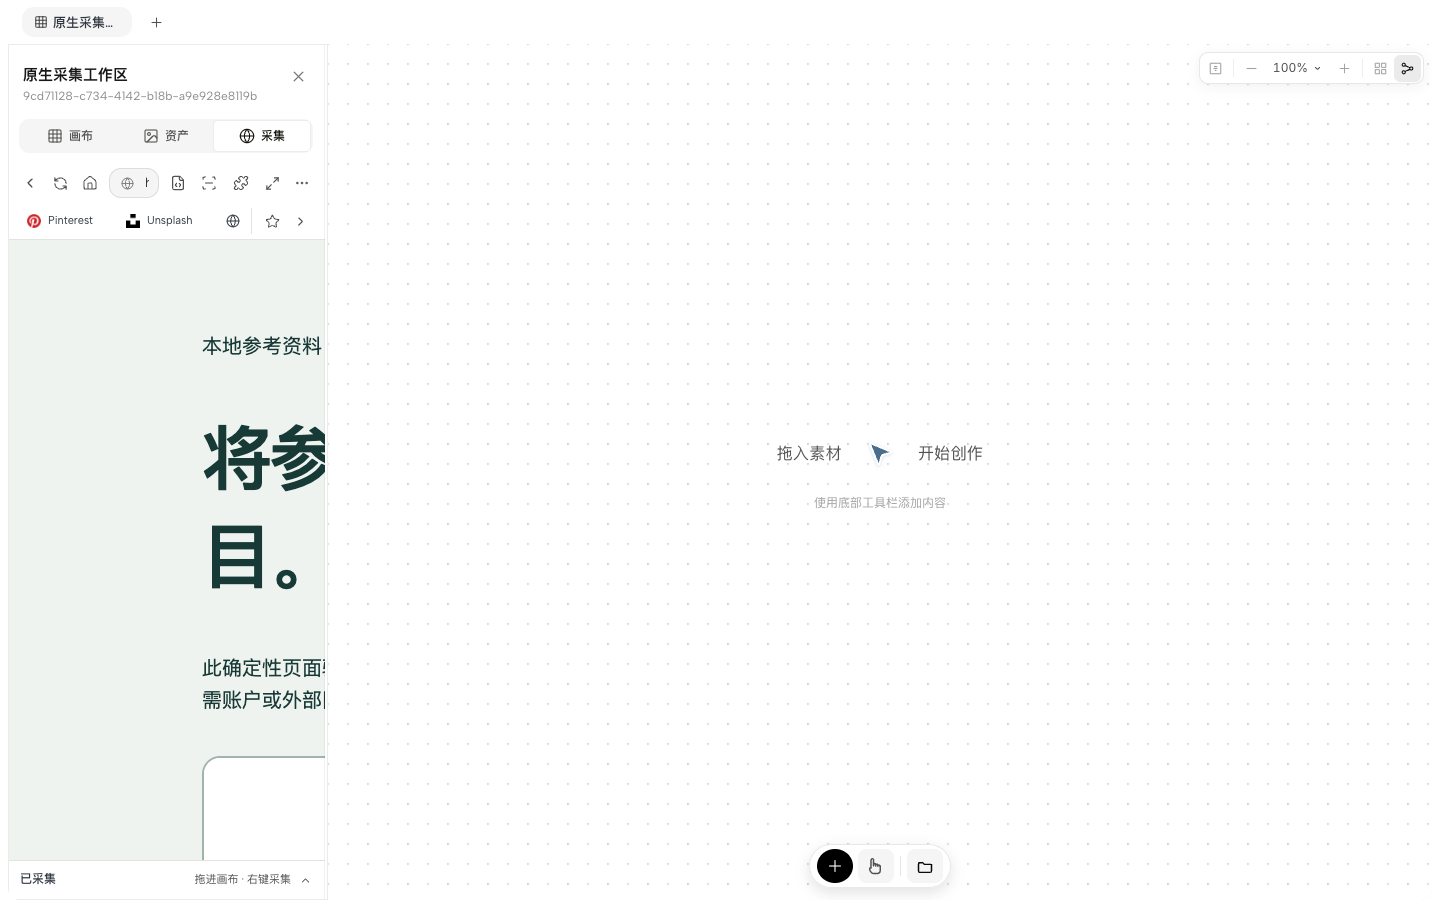 原生采集...
原生采集工作区
9cd71128-c734-4142-b18b-a9e928e8119b
画布
资产
采集
Pinterest
Unsplash
本地参考资料
将参
目。
此确定性页面
需账户或外部
已采集
拖进画布 · 右键采集
100%
拖入素材
开始创作
使用底部工具栏添加内容